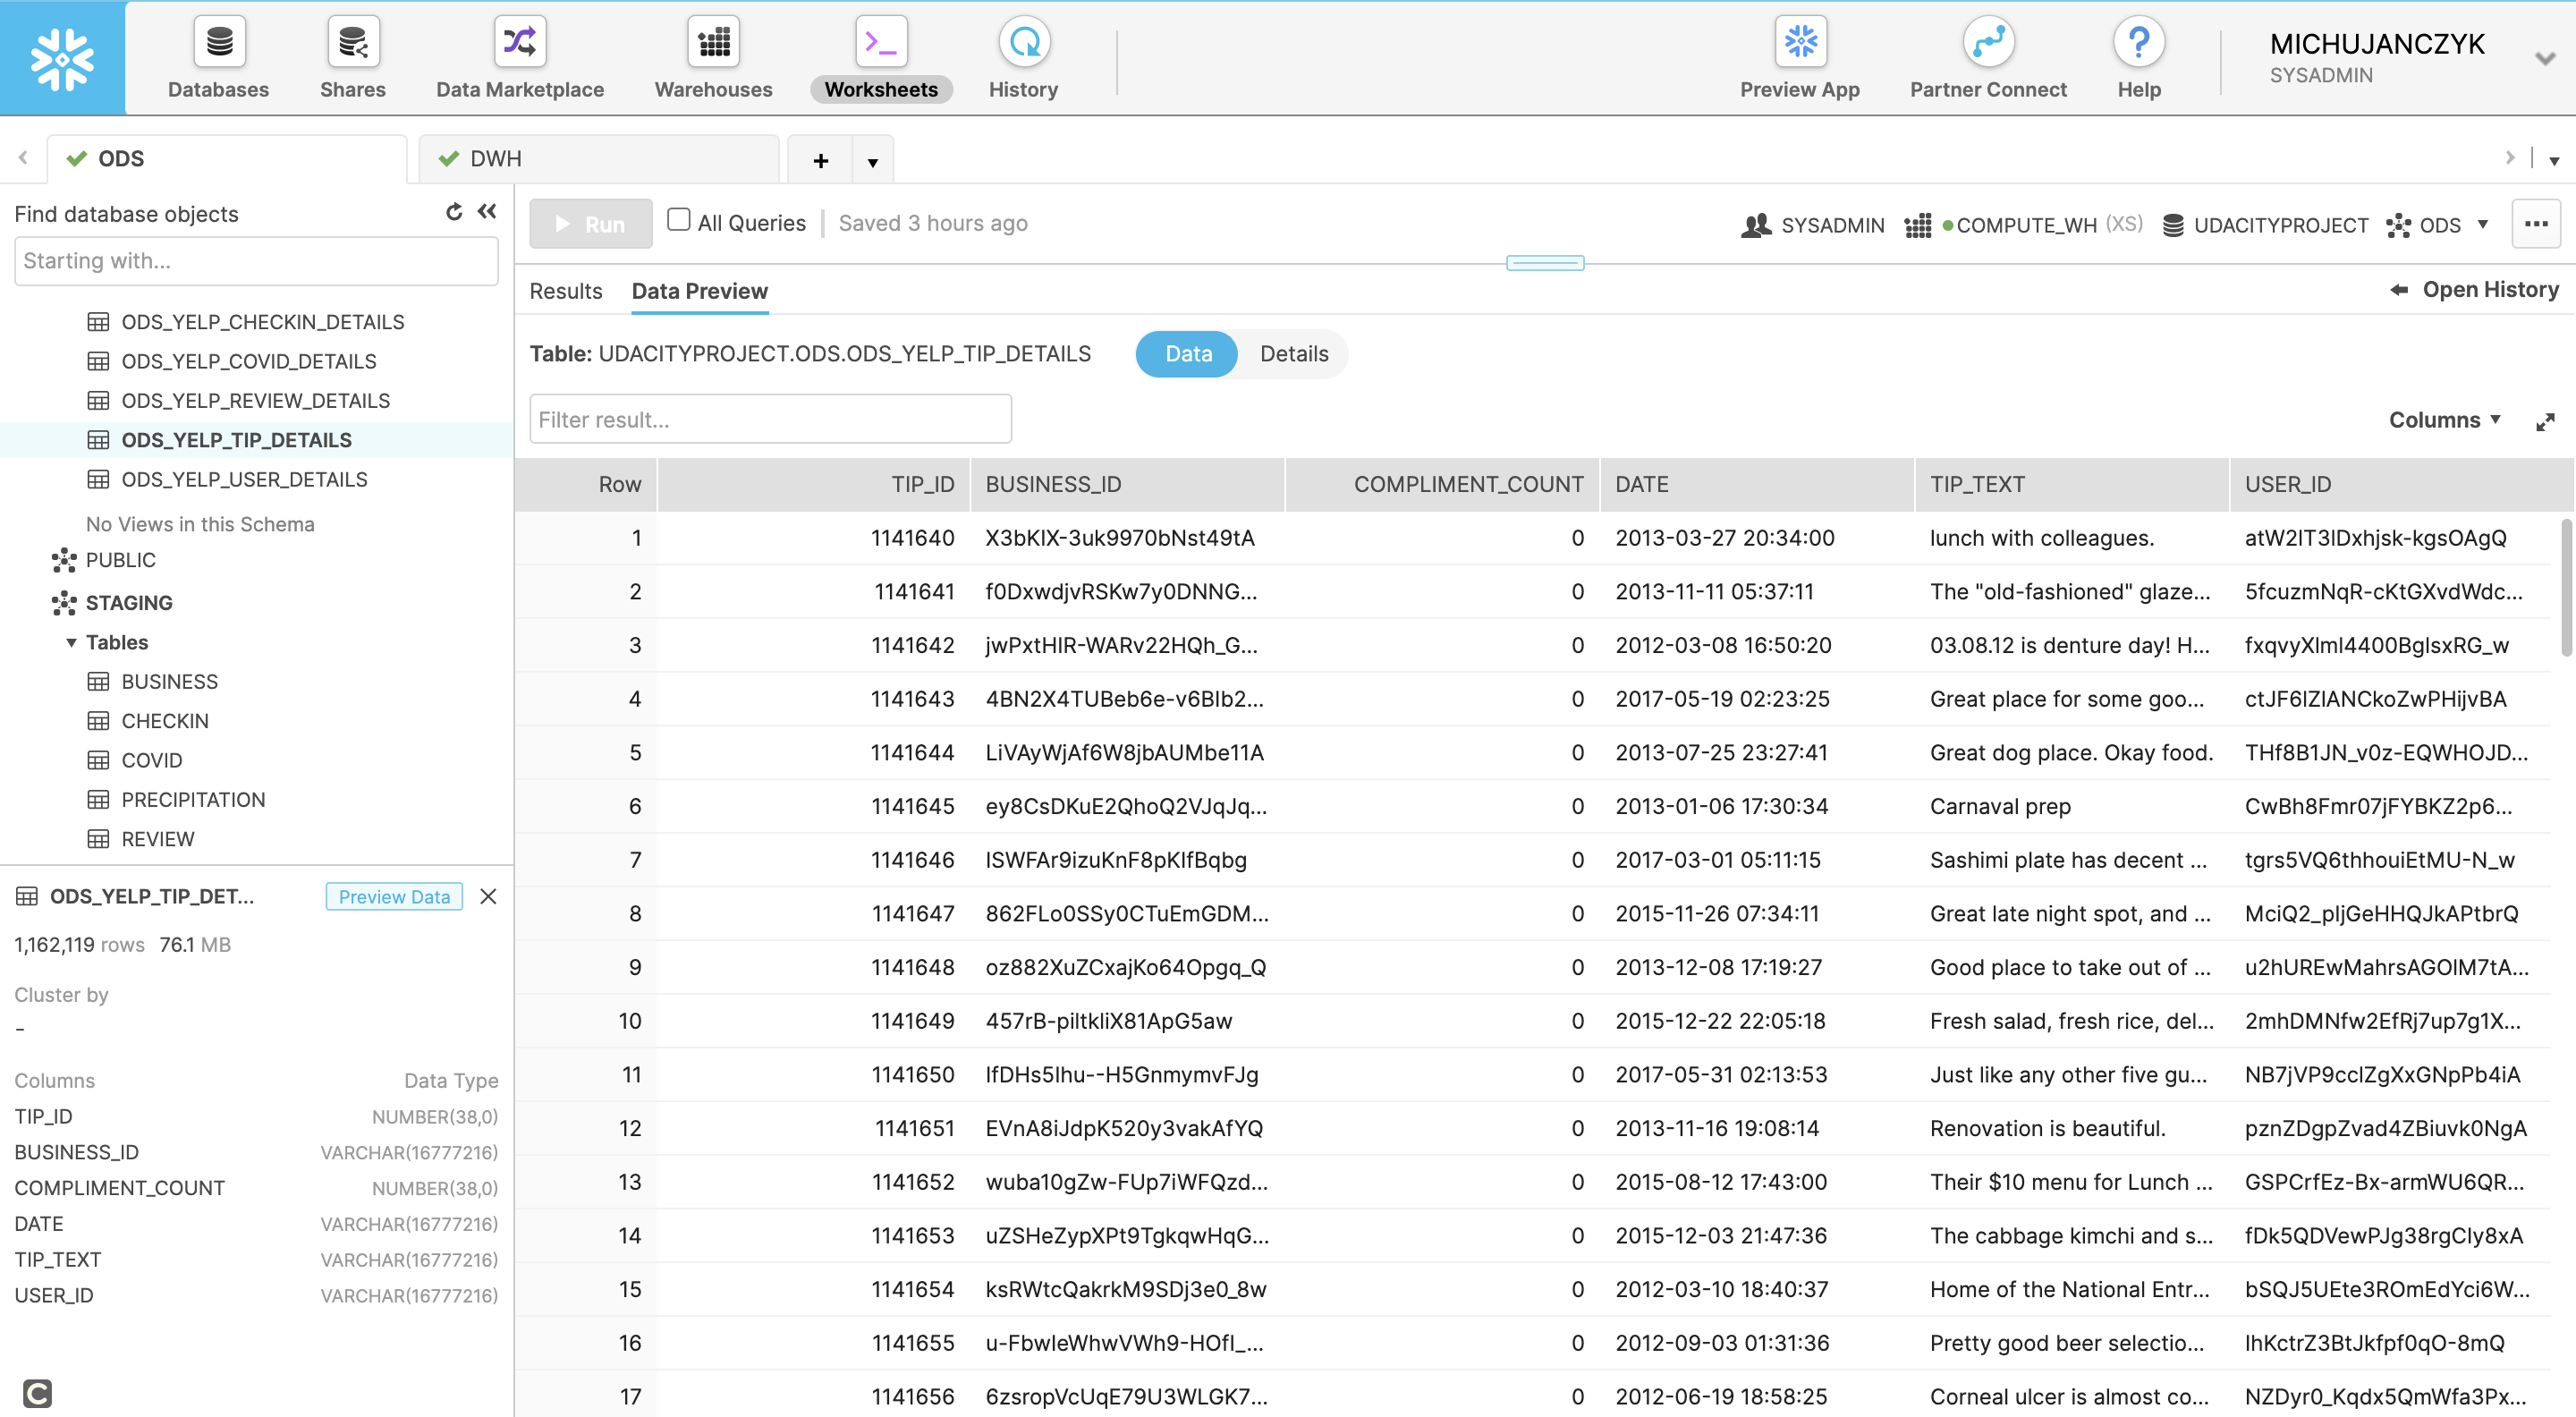 Databases Shares Data Marketplace Warehouses Worksheets History Preview App Partner Connect Help
MICHUJANCZYK
SYSADMIN
ODS DWH +
Find database objects
Starting with...
ODS_YELP_CHECKIN_DETAILS
ODS_YELP_COVID_DETAILS
ODS_YELP_REVIEW_DETAILS
ODS_YELP_TIP_DETAILS
ODS_YELP_USER_DETAILS
No Views in this Schema
PUBLIC
STAGING
Tables
BUSINESS
CHECKIN
COVID
PRECIPITATION
REVIEW
ODS_YELP_TIP_DET... Preview Data
1,162,119 rows 76.1 MB
Cluster by
-
Columns Data Type
TIP_ID NUMBER(38,0)
BUSINESS_ID VARCHAR(16777216)
COMPLIMENT_COUNT NUMBER(38,0)
DATE VARCHAR(16777216)
TIP_TEXT VARCHAR(16777216)
USER_ID VARCHAR(16777216)
Run All Queries Saved 3 hours ago SYSADMIN COMPUTE_WH (XS) UDACITYPROJECT ODS ...
Results Data Preview Open History
Table: UDACITYPROJECT.ODS.ODS_YELP_TIP_DETAILS Data Details
Filter result... Columns
Row TIP_ID BUSINESS_ID COMPLIMENT_COUNT DATE TIP_TEXT USER_ID
1 1141640 X3bKIX-3uk9970bNst49tA 0 2013-03-27 20:34:00 lunch with colleagues. atW2lT3lDxhjsk-kgsOAgQ
2 1141641 f0DxwdjvRSKw7y0DNNG... 0 2013-11-11 05:37:11 The "old-fashioned" glaze... 5fcuzmNqR-cKtGXvdWdc...
3 1141642 jwPxtHIR-WARv22HQh_G... 0 2012-03-08 16:50:20 03.08.12 is denture day! H... fxqvyXlml4400BglsxRG_w
4 1141643 4BN2X4TUBeb6e-v6BIb2... 0 2017-05-19 02:23:25 Great place for some goo... ctJF6lZlANCkoZwPHijvBA
5 1141644 LiVAyWjAf6W8jbAUMbe11A 0 2013-07-25 23:27:41 Great dog place. Okay food. THf8B1JN_v0z-EQWHOJD...
6 1141645 ey8CsDKuE2QhoQ2VJqJq... 0 2013-01-06 17:30:34 Carnaval prep CwBh8Fmr07jFYBKZ2p6...
7 1141646 lSWFAr9izuKnF8pKIfBqbg 0 2017-03-01 05:11:15 Sashimi plate has decent ... tgrs5VQ6thhouiEtMU-N_w
8 1141647 862FLo0SSy0CTuEmGDM... 0 2015-11-26 07:34:11 Great late night spot, and ... MciQ2_pljGeHHQJkAPtbrQ
9 1141648 oz882XuZCxajKo64Opgq_Q 0 2013-12-08 17:19:27 Good place to take out of ... u2hUREwMahrsAGOlM7tA...
10 1141649 457rB-piltkliX81ApG5aw 0 2015-12-22 22:05:18 Fresh salad, fresh rice, del... 2mhDMNfw2EfRj7up7g1X...
11 1141650 lfDHs5lhu--H5GnmymvFJg 0 2017-05-31 02:13:53 Just like any other five gu... NB7jVP9cclZgXxGNpPb4iA
12 1141651 EVnA8iJdpK520y3vakAfYQ 0 2013-11-16 19:08:14 Renovation is beautiful. pznZDgpZvad4ZBiuvk0NgA
13 1141652 wuba10gZw-FUp7iWFQzd... 0 2015-08-12 17:43:00 Their $10 menu for Lunch ... GSPCrfEz-Bx-armWU6QR...
14 1141653 uZSHeZypXPt9TgkqwHqG... 0 2015-12-03 21:47:36 The cabbage kimchi and s... fDk5QDVewPJg38rgCly8xA
15 1141654 ksRWtcQakrkM9SDj3e0_8w 0 2012-03-10 18:40:37 Home of the National Entr... bSQJ5UEte3ROmEdYci6W...
16 1141655 u-FbwIeWhwVWh9-HOfl_... 0 2012-09-03 01:31:36 Pretty good beer selectio... lhKctrZ3BtJkfpf0qO-8mQ
17 1141656 6zsropVcUqE79U3WLGK7... 0 2012-06-19 18:58:25 Corneal ulcer is almost co... NZDyr0_Kqdx5QmWfa3Px...